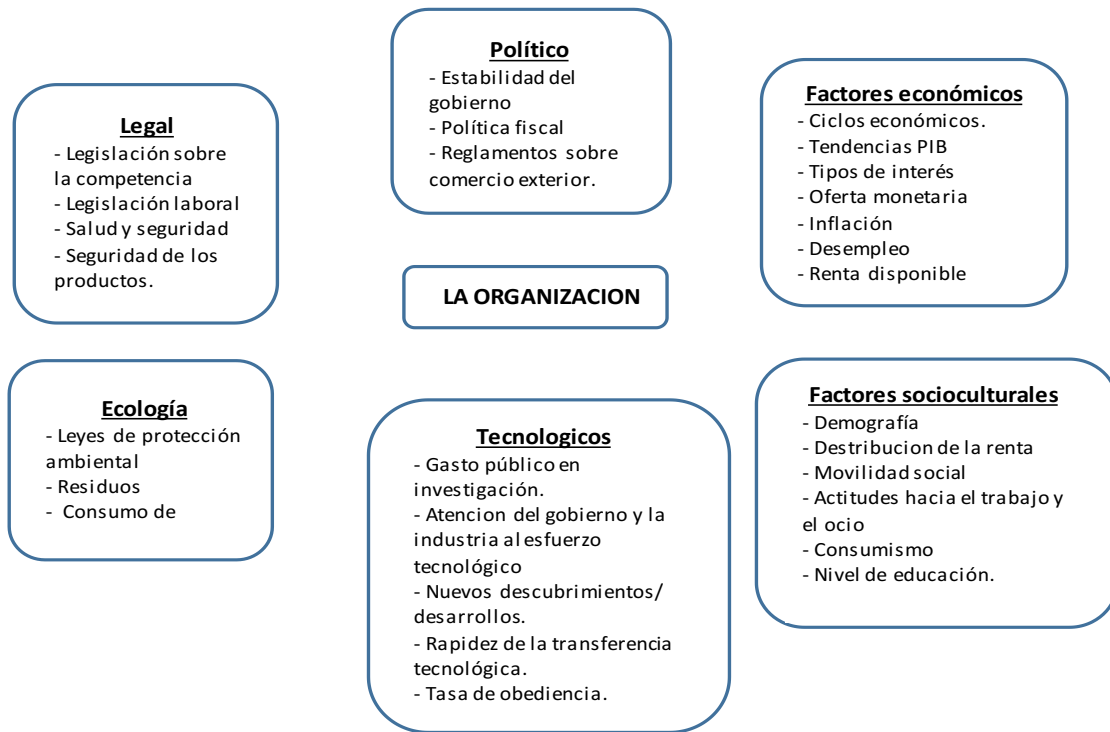 Político
- Estabilidad del
gobierno
- Política fiscal
- Reglamentos sobre
comercio exterior.
Legal
- Legislación sobre
la competencia
- Legislación laboral
- Salud y seguridad
- Seguridad de los
productos.
Factores económicos
- Ciclos económicos.
- Tendencias PIB
- Tipos de interés
- Oferta monetaria
- Inflación
- Desempleo
- Renta disponible
LA ORGANIZACION
Ecología
- Leyes de protección
ambiental
- Residuos
- Consumo de
Tecnologicos
- Gasto público en
investigación.
- Atencion del gobierno y la
industria al esfuerzo
tecnológico
- Nuevos descubrimientos/
desarrollos.
- Rapidez de la transferencia
tecnológica.
- Tasa de obediencia.
Factores socioculturales
- Demografía
- Destribucion de la renta
- Movilidad social
- Actitudes hacia el trabajo y
el ocio
- Consumismo
- Nivel de educación.